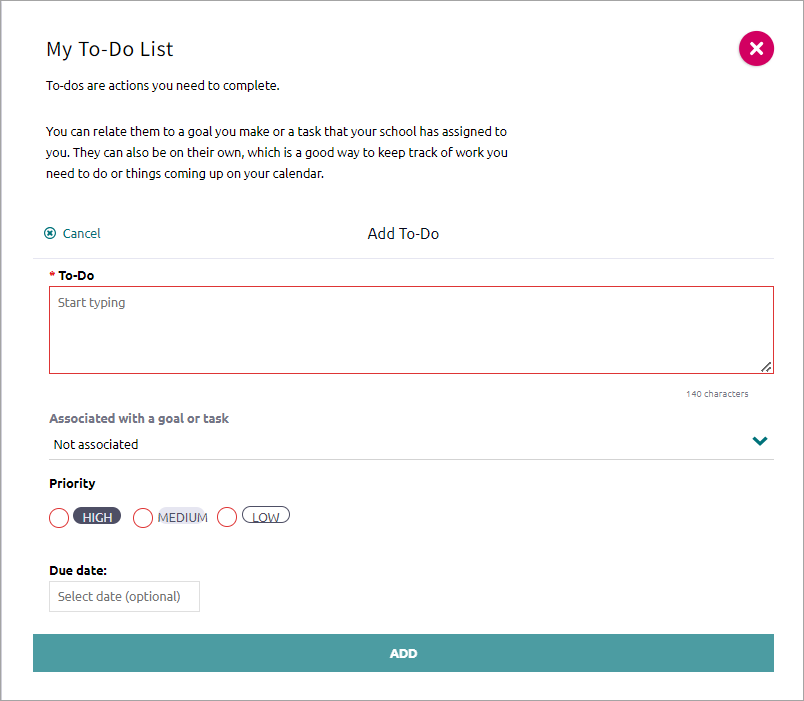 My To-Do List
To-dos are actions you need to complete.
You can relate them to a goal you make or a task that your school has assigned to
you. They can also be on their own, which is a good way to keep track of work you
need to do or things coming up on your calendar.
Cancel
Add To-Do
* To-Do
Start typing
140 characters
Associated with a goal or task
Not associated
Priority
HIGH MEDIUM LOW
Due date:
Select date (optional)
ADD